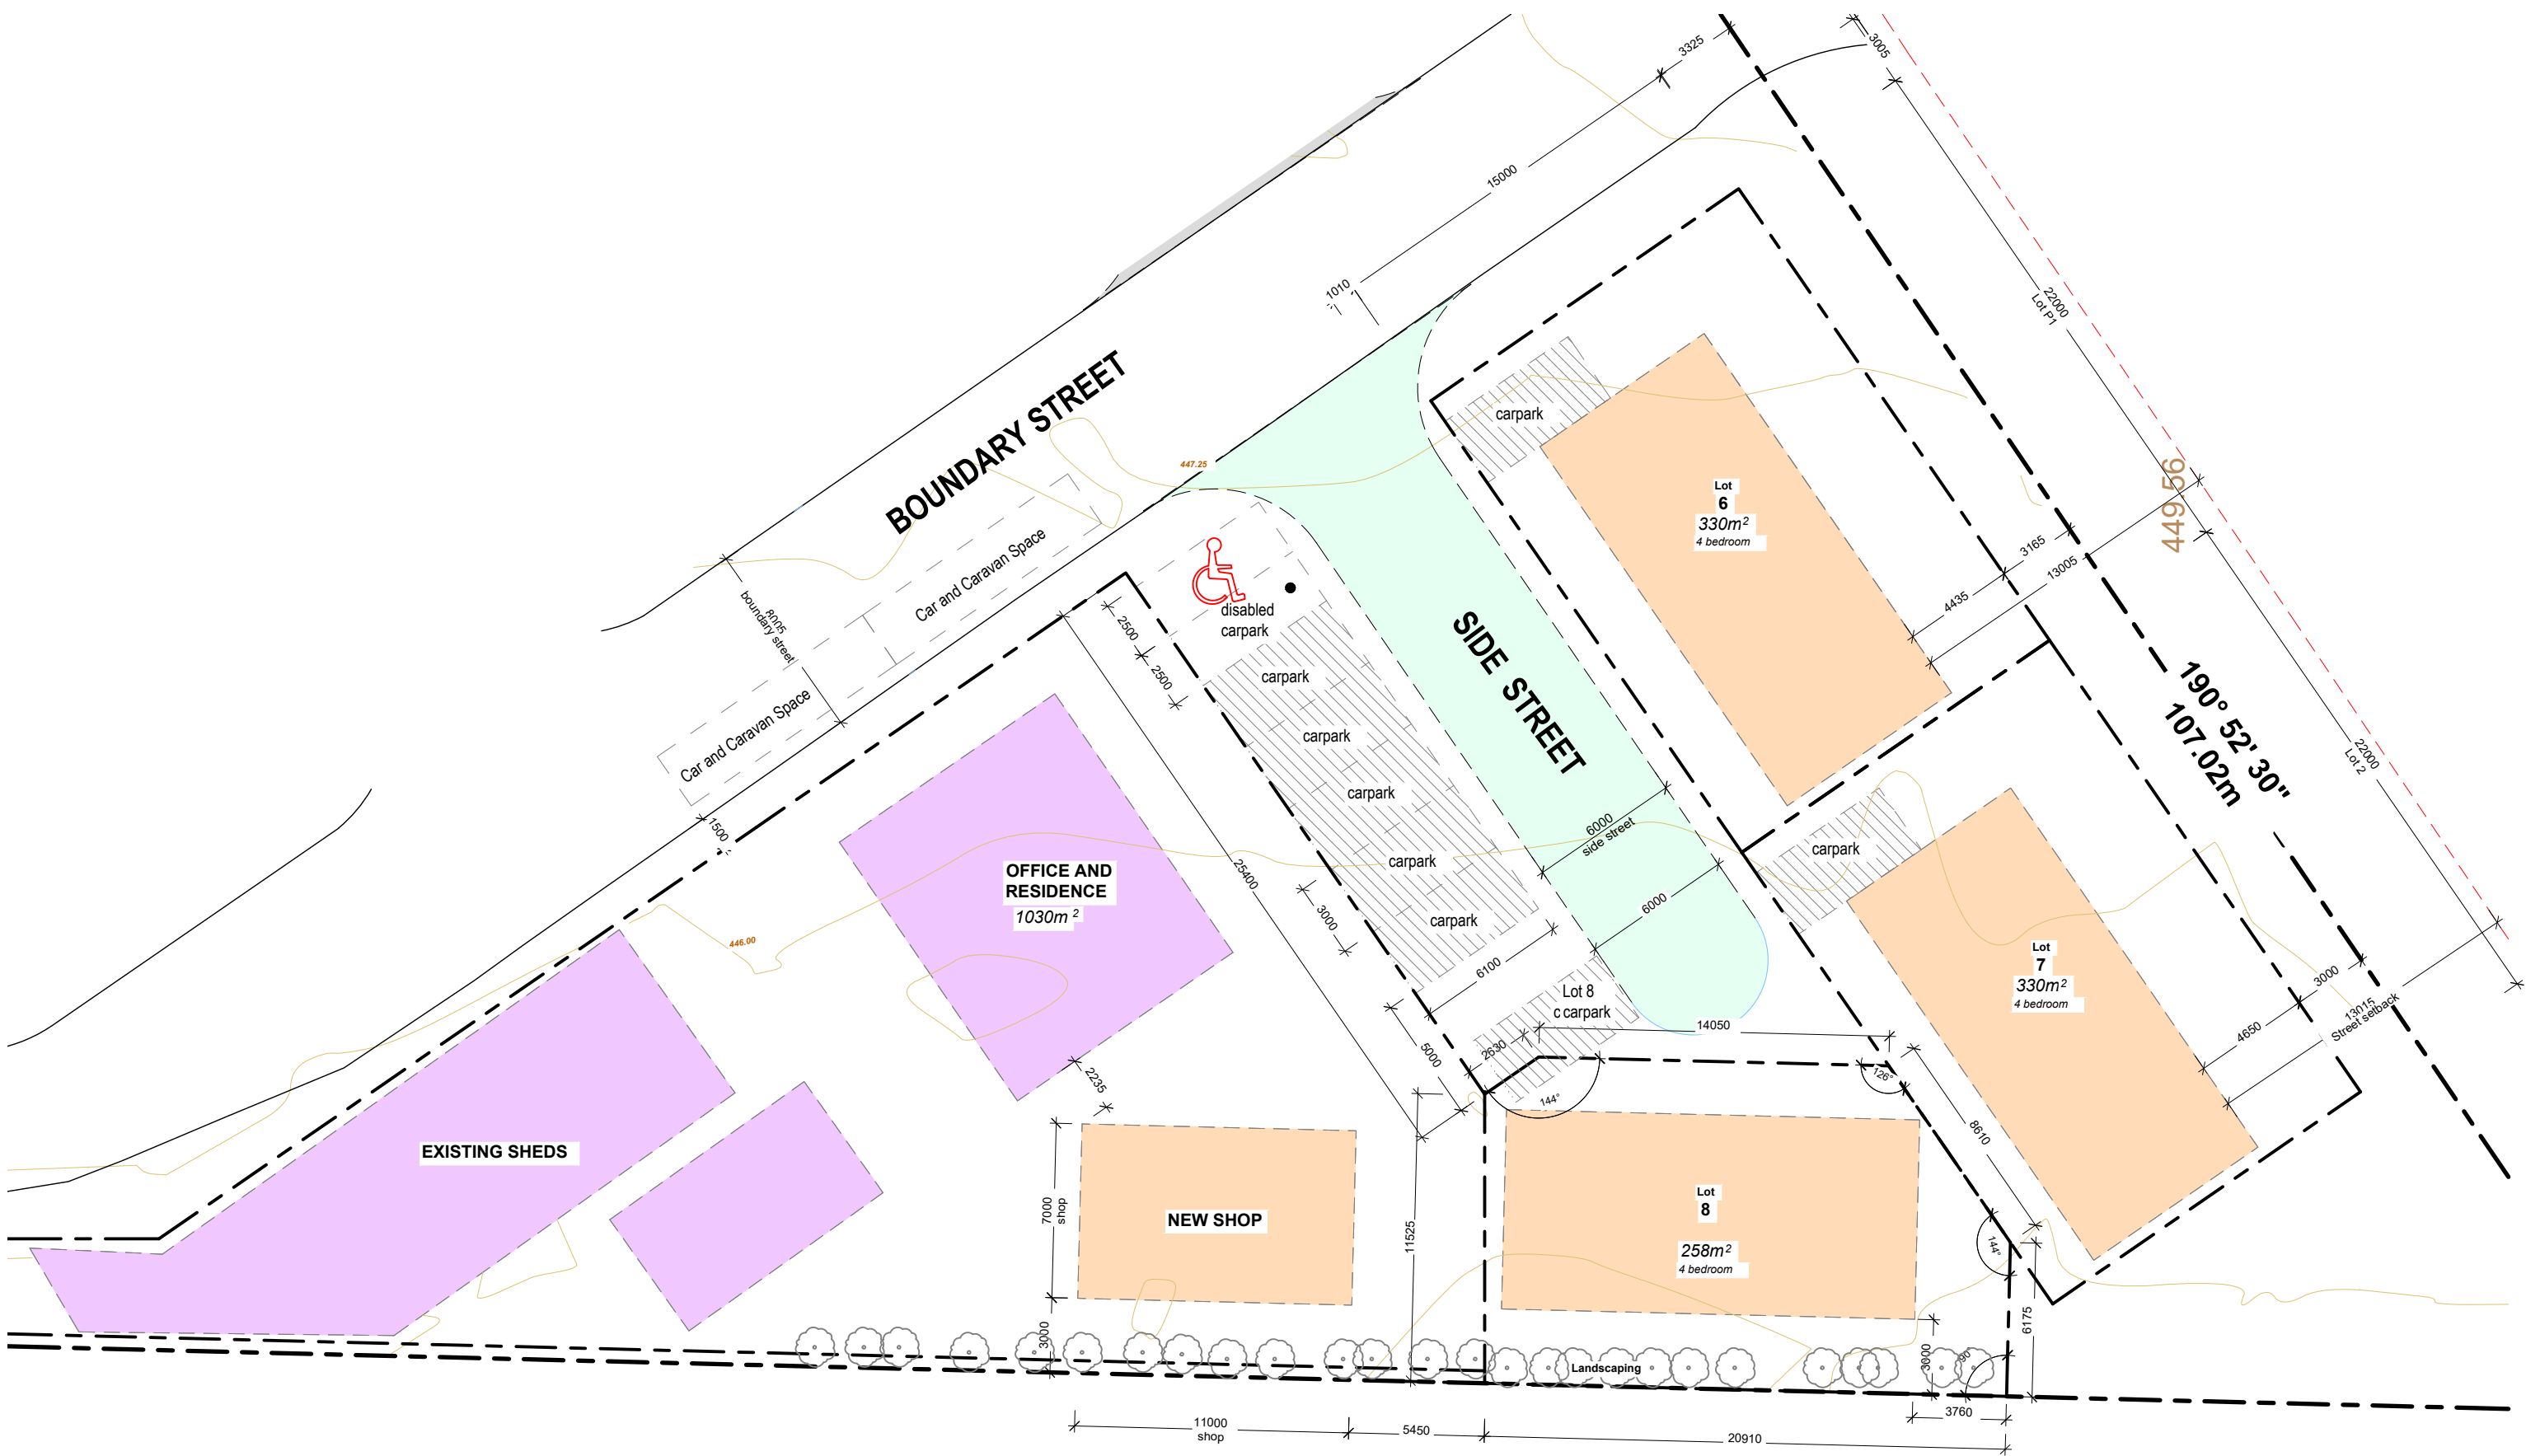 3325
3005
15000
1010
22000
Lot P1
BOUNDARY STREET
447.25
carpark
Lot
6
330m²
4 bedroom
449.56
3165
13005
4435
Car and Caravan Space
8005
boundary street
disabled
carpark
2500
2500
SIDE STREET
carpark
carpark
carpark
carpark
carpark
190° 52' 30"
107.02m
22000
Lot 2
Car and Caravan Space
1500
6000
side street
6000
carpark
OFFICE AND
RESIDENCE
1030m ²
25400
3000
446.00
6100
Lot
7
330m²
4 bedroom
3000
13015
Street setback
4650
Lot 8
c carpark
14050
2630
5000
2235
144°
126°
8610
EXISTING SHEDS
7000
shop
NEW SHOP
11525
Lot
8
258m²
4 bedroom
144°
6175
3000
Landscaping
3000
90°
11000
shop
5450
20910
3760